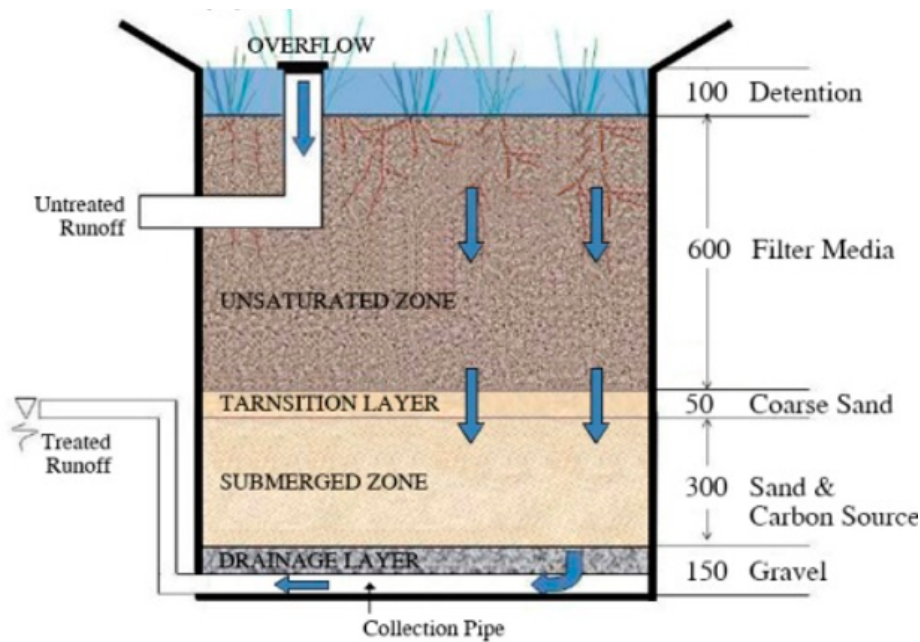 OVERFLOW
100 Detention
Untreated
Runoff
600 Filter Media
UNSATURATED ZONE
TARNSITION LAYER
50 Coarse Sand
Treated
Runoff
SUBMERGED ZONE
300 Sand &
Carbon Source
DRAINAGE LAYER
150 Gravel
Collection Pipe